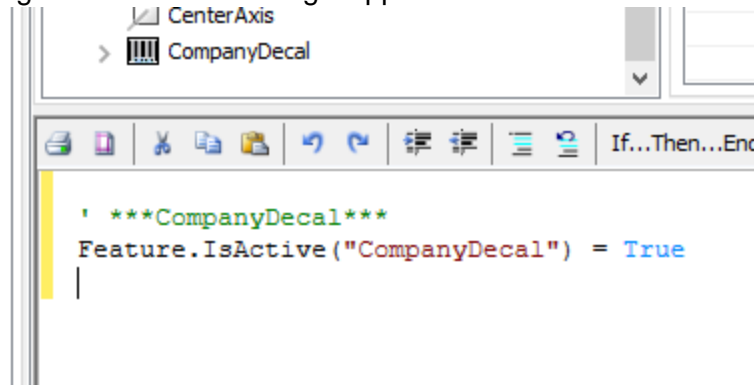 CenterAxis
CompanyDecal
If...Then...End
' ***CompanyDecal***
Feature.IsActive("CompanyDecal") = True